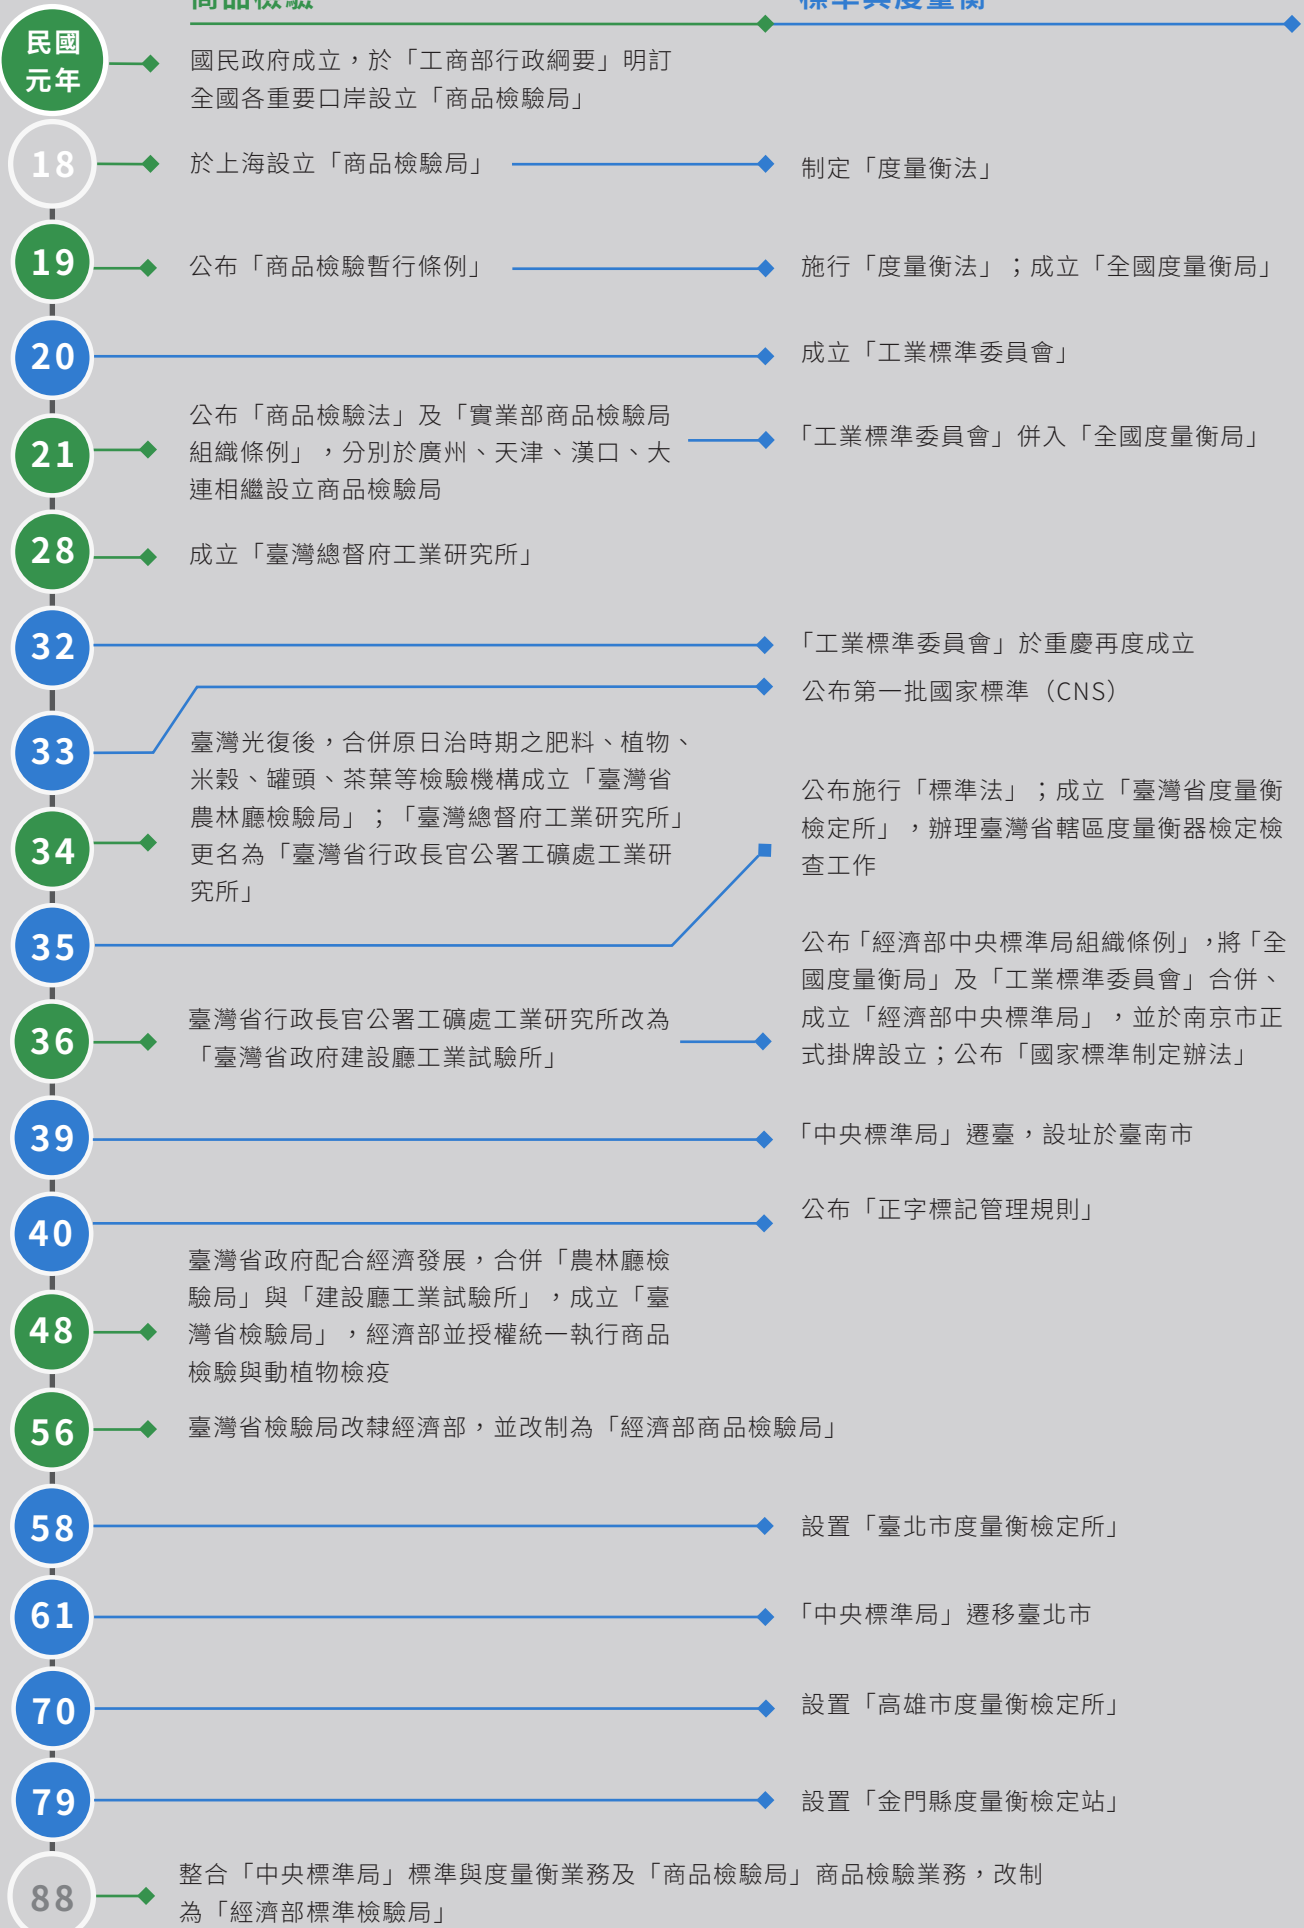 商品檢驗
標準與度量衡
民國
元年
國民政府成立，於「工商部行政綱要」明訂
全國各重要口岸設立「商品檢驗局」
18
於上海設立「商品檢驗局」
制定「度量衡法」
19
公布「商品檢驗暫行條例」
施行「度量衡法」；成立「全國度量衡局」
20
成立「工業標準委員會」
21
公布「商品檢驗法」及「實業部商品檢驗局
組織條例」，分別於廣州、天津、漢口、大
連相繼設立商品檢驗局
「工業標準委員會」併入「全國度量衡局」
28
成立「臺灣總督府工業研究所」
32
「工業標準委員會」於重慶再度成立
33
公布第一批國家標準（CNS）
34
臺灣光復後，合併原日治時期之肥料、植物、
米穀、罐頭、茶葉等檢驗機構成立「臺灣省
農林廳檢驗局」；「臺灣總督府工業研究所」
更名為「臺灣省行政長官公署工礦處工業研
究所」
35
公布施行「標準法」；成立「臺灣省度量衡
檢定所」，辦理臺灣省轄區度量衡器檢定檢
查工作
36
臺灣省行政長官公署工礦處工業研究所改為
「臺灣省政府建設廳工業試驗所」
公布「經濟部中央標準局組織條例」，將「全
國度量衡局」及「工業標準委員會」合併、
成立「經濟部中央標準局」，並於南京市正
式掛牌設立；公布「國家標準制定辦法」
39
「中央標準局」遷臺，設址於臺南市
40
公布「正字標記管理規則」
48
臺灣省政府配合經濟發展，合併「農林廳檢
驗局」與「建設廳工業試驗所」，成立「臺
灣省檢驗局」，經濟部並授權統一執行商品
檢驗與動植物檢疫
56
臺灣省檢驗局改隸經濟部，並改制為「經濟部商品檢驗局」
58
設置「臺北市度量衡檢定所」
61
「中央標準局」遷移臺北市
70
設置「高雄市度量衡檢定所」
79
設置「金門縣度量衡檢定站」
88
整合「中央標準局」標準與度量衡業務及「商品檢驗局」商品檢驗業務，改制
為「經濟部標準檢驗局」